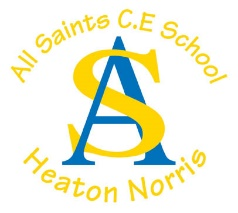 All Saints C.E School
AS
Heaton Norris